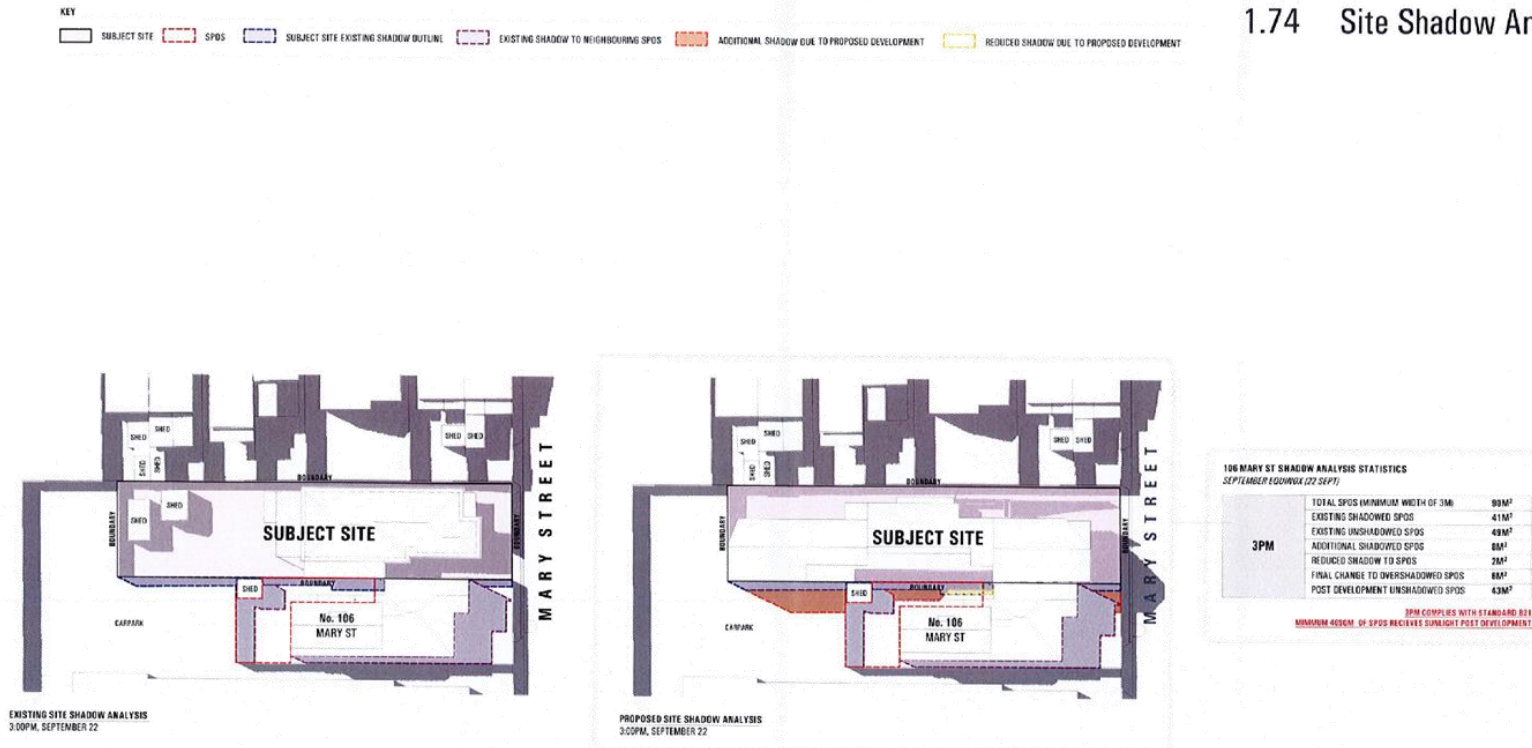 KEY
SUBJECT SITE
SPOS
SUBJECT SITE EXISTING SHADOW OUTLINE
EXISTING SHADOW TO NEIGHBOURING SPOS
ADDITIONAL SHADOW DUE TO PROPOSED DEVELOPMENT
REDUCED SHADOW DUE TO PROPOSED DEVELOPMENT
1.74 Site Shadow An
SHED
SHED
SHED
SHED
SHED
SHED
BOUNDARY
SHED
SHED
BOUNDARY
SUBJECT SITE
BOUNDARY
BOUNDARY
SHED
CARPARK
No. 106
MARY ST
MARY STREET
EXISTING SITE SHADOW ANALYSIS
3:00PM, SEPTEMBER 22
SHED
SHED
SHED
SHED
SHED
SHED
BOUNDARY
BOUNDARY
SUBJECT SITE
BOUNDARY
BOUNDARY
SHED
CARPARK
No. 106
MARY ST
MARY STREET
PROPOSED SITE SHADOW ANALYSIS
3:00PM, SEPTEMBER 22
106 MARY ST SHADOW ANALYSIS STATISTICS
SEPTEMBER EQUINOX (22 SEPT)
3PM
TOTAL SPOS (MINIMUM WIDTH OF 3M) 90M²
EXISTING SHADOWED SPOS 41M²
EXISTING UNSHADOWED SPOS 49M²
ADDITIONAL SHADOWED SPOS 8M²
REDUCED SHADOW TO SPOS 2M²
FINAL CHANGE TO OVERSHADOWED SPOS 6M²
POST DEVELOPMENT UNSHADOWED SPOS 43M²
3PM COMPLIES WITH STANDARD B21
MIMIMUM 40SQM OF SPOS RECIEVES SUNLIGHT POST DEVELOPMENT